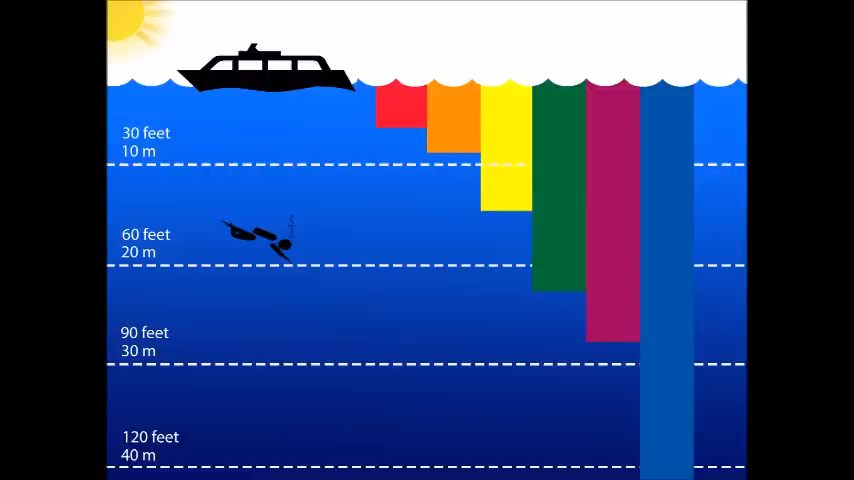 30 feet
10 m
60 feet
20 m
90 feet
30 m
120 feet
40 m